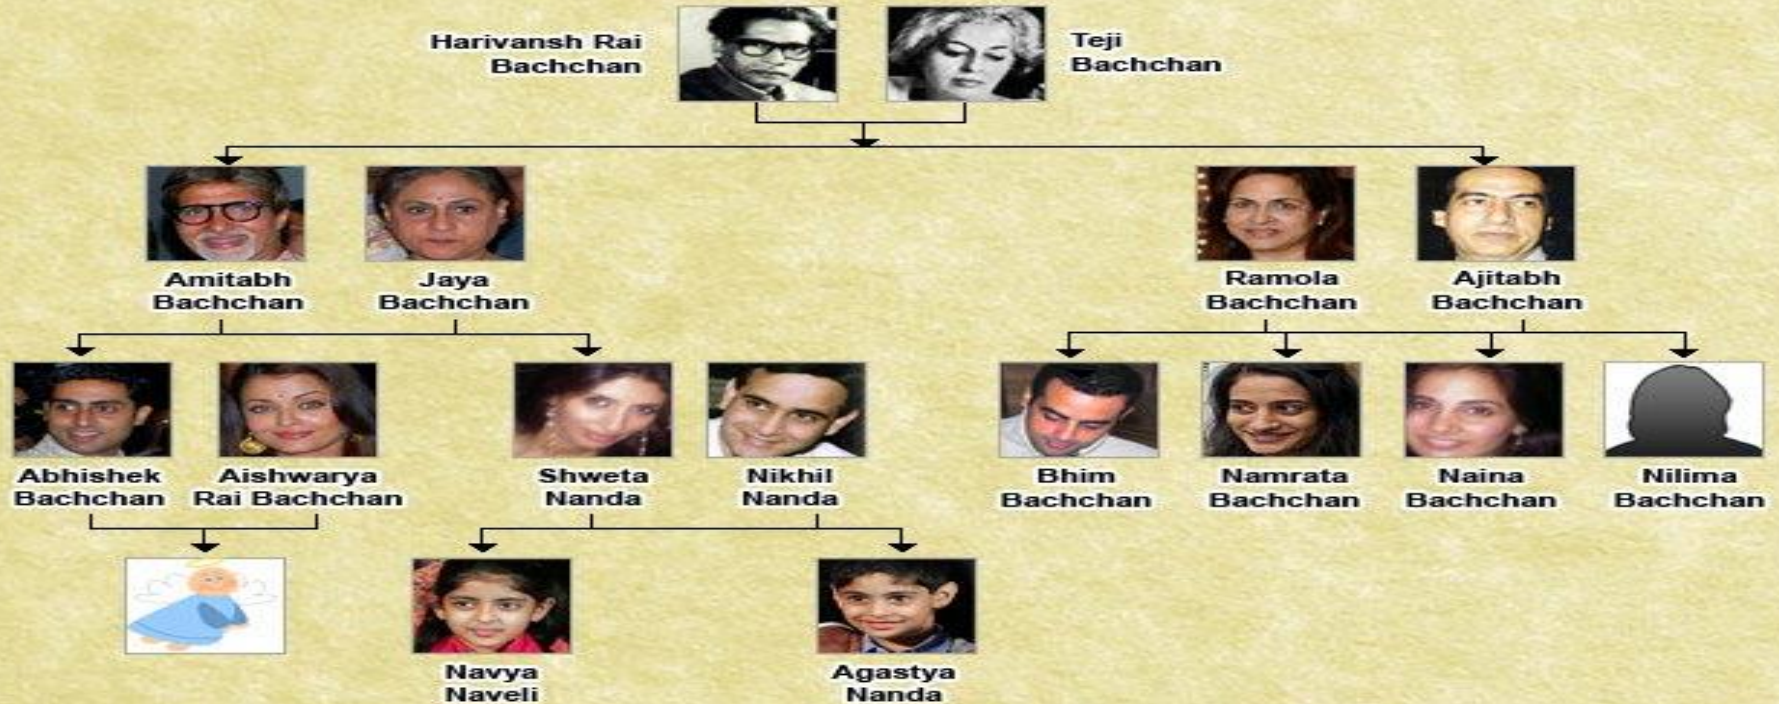 Harivansh Rai
Bachchan
Teji
Bachchan
Amitabh
Bachchan
Jaya
Bachchan
Ramola
Bachchan
Ajitabh
Bachchan
Abhishek
Bachchan
Aishwarya
Rai Bachchan
Shweta
Nanda
Nikhil
Nanda
Bhim
Bachchan
Namrata
Bachchan
Naina
Bachchan
Nilima
Bachchan
Navya
Naveli
Agastya
Nanda